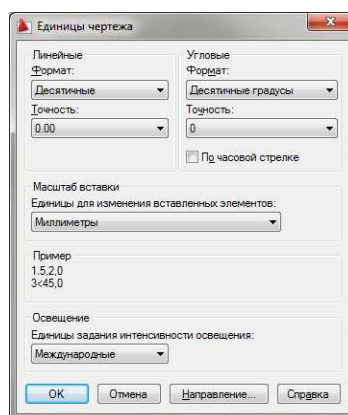 Единицы чертежа
Линейные
Формат:
Десятичные
Точность:
0.00
Угловые
Формат:
Десятичные градусы
Точность:
0
По часовой стрелке
Масштаб вставки
Единицы для изменения вставленных элементов:
Миллиметры
Пример
1.5,2,0
3<45,0
Освещение
Единицы задания интенсивности освещения:
Международные
OK
Отмена
Направление...
Справка